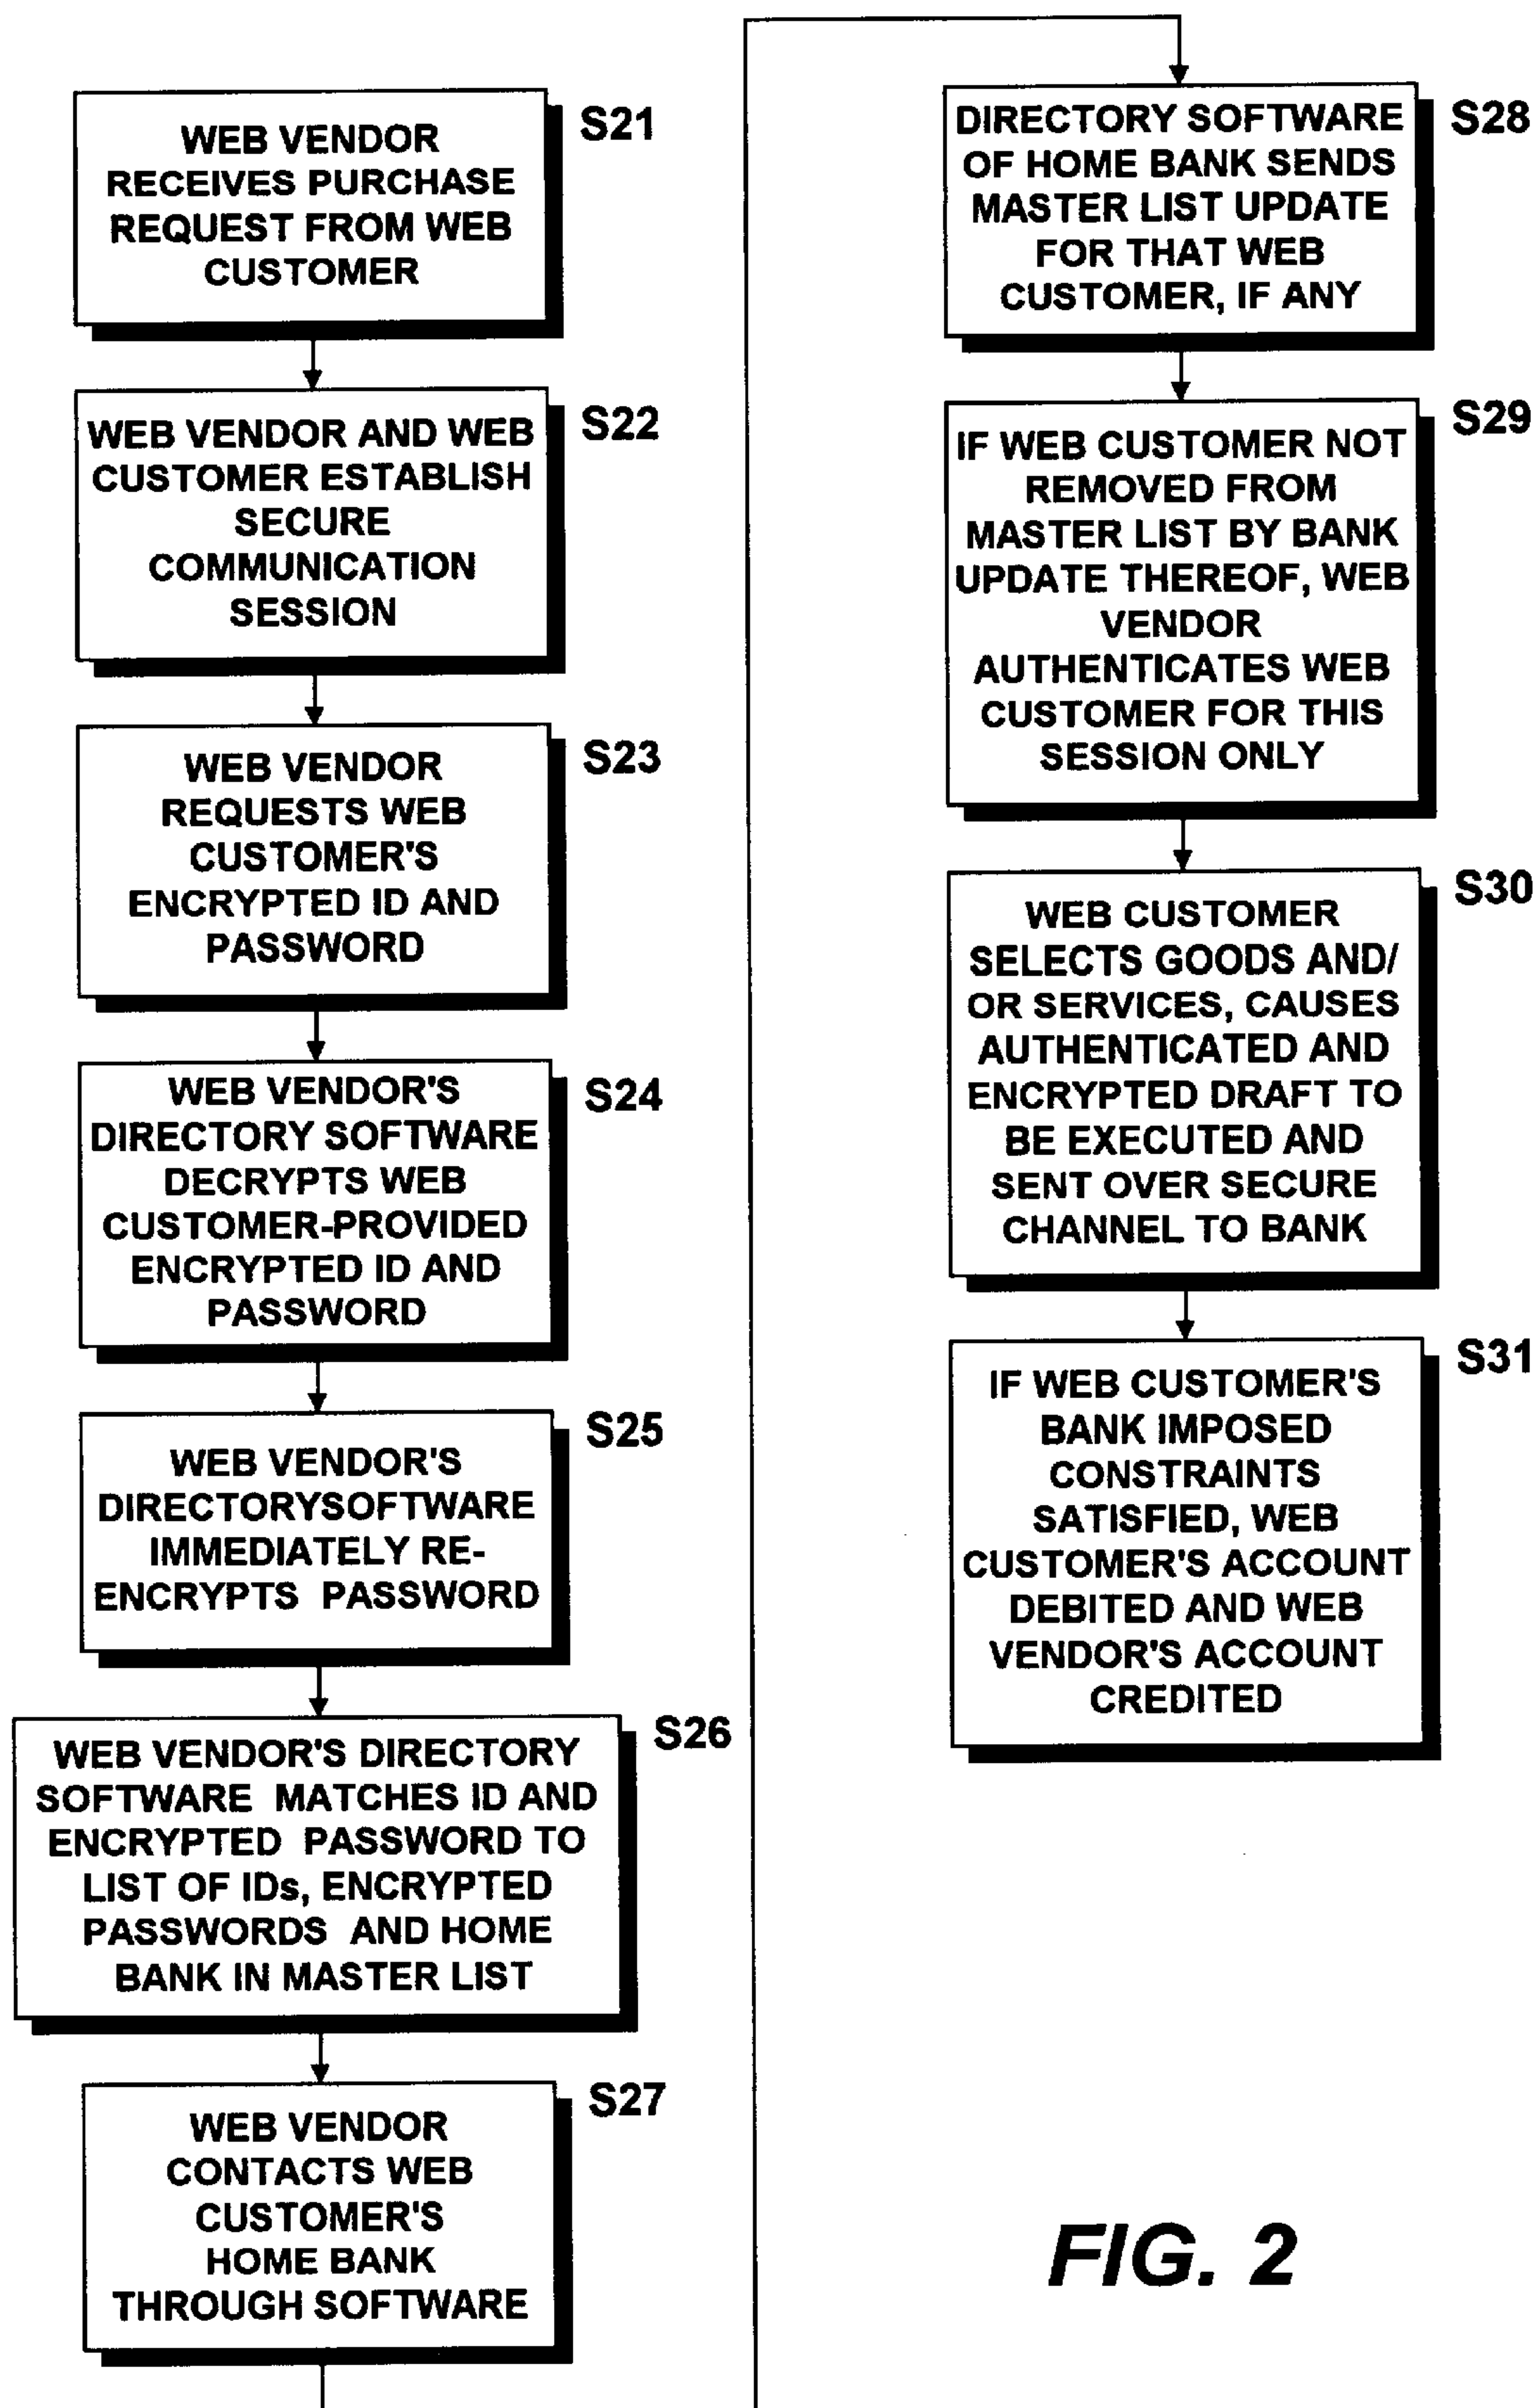 WEB VENDOR
RECEIVES PURCHASE
REQUEST FROM WEB
CUSTOMER
S21
WEB VENDOR AND WEB
CUSTOMER ESTABLISH
SECURE
COMMUNICATION
SESSION
S22
WEB VENDOR
REQUESTS WEB
CUSTOMER'S
ENCRYPTED ID AND
PASSWORD
S23
WEB VENDOR'S
DIRECTORY SOFTWARE
DECRYPTS WEB
CUSTOMER-PROVIDED
ENCRYPTED ID AND
PASSWORD
S24
WEB VENDOR'S
DIRECTORYSOFTWARE
IMMEDIATELY RE-
ENCRYPTS PASSWORD
S25
WEB VENDOR'S DIRECTORY
SOFTWARE MATCHES ID AND
ENCRYPTED PASSWORD TO
LIST OF IDs, ENCRYPTED
PASSWORDS AND HOME
BANK IN MASTER LIST
S26
WEB VENDOR
CONTACTS WEB
CUSTOMER'S
HOME BANK
THROUGH SOFTWARE
S27
DIRECTORY SOFTWARE
OF HOME BANK SENDS
MASTER LIST UPDATE
FOR THAT WEB
CUSTOMER, IF ANY
S28
IF WEB CUSTOMER NOT
REMOVED FROM
MASTER LIST BY BANK
UPDATE THEREOF, WEB
VENDOR
AUTHENTICATES WEB
CUSTOMER FOR THIS
SESSION ONLY
S29
WEB CUSTOMER
SELECTS GOODS AND/
OR SERVICES, CAUSES
AUTHENTICATED AND
ENCRYPTED DRAFT TO
BE EXECUTED AND
SENT OVER SECURE
CHANNEL TO BANK
S30
IF WEB CUSTOMER'S
BANK IMPOSED
CONSTRAINTS
SATISFIED, WEB
CUSTOMER'S ACCOUNT
DEBITED AND WEB
VENDOR'S ACCOUNT
CREDITED
S31
FIG. 2